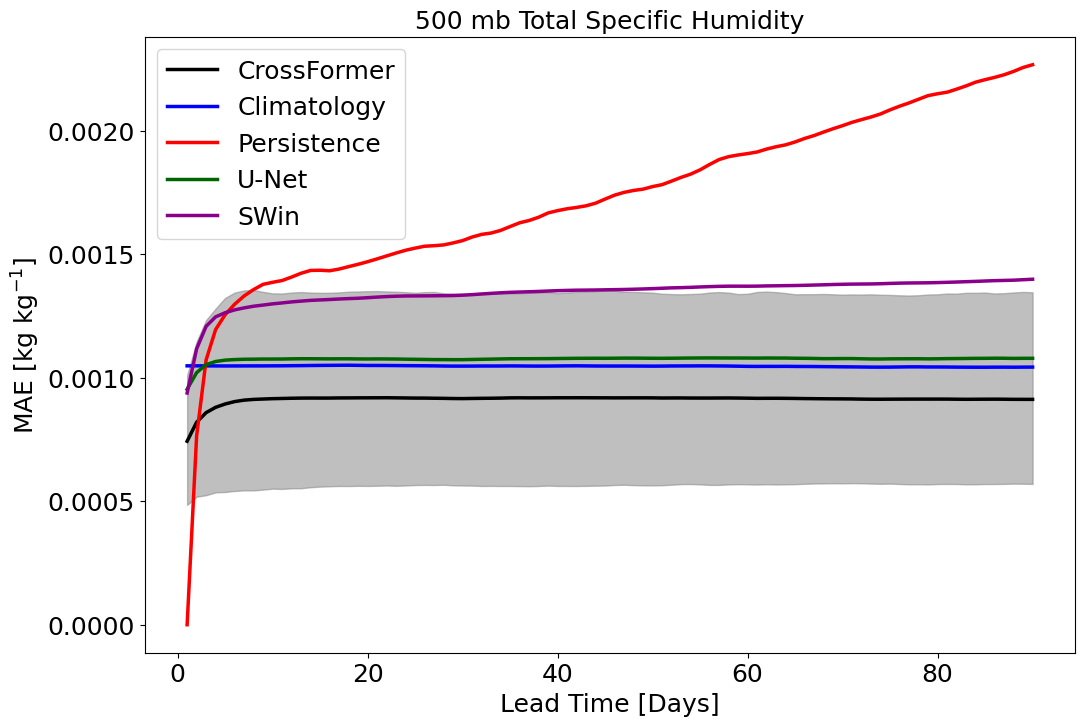 500 mb Total Specific Humidity
CrossFormer
Climatology
Persistence
U-Net
SWin
MAE [kg kg⁻¹]
0.0020
0.0015
0.0010
0.0005
0.0000
0 20 40 60 80
Lead Time [Days]